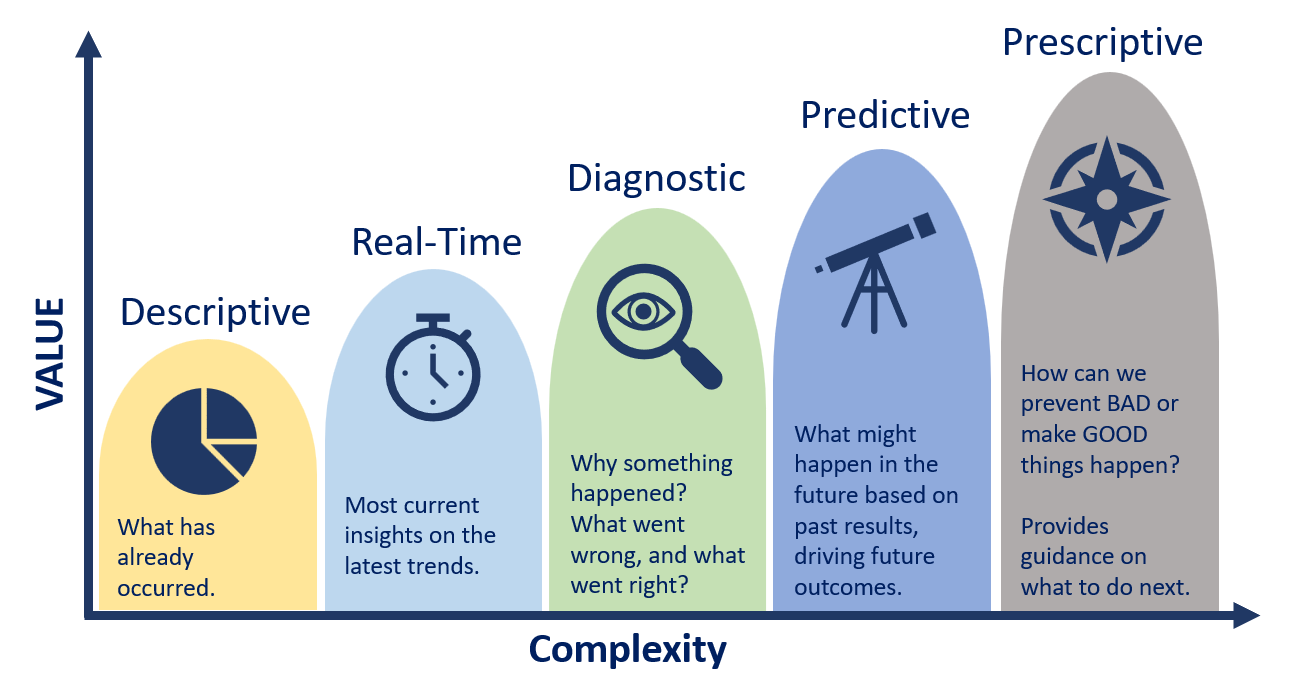 Prescriptive
Predictive
Diagnostic
Real-Time
Descriptive
VALUE
What has
already
occurred.
Most current
insights on the
latest trends.
Why something
happened?
What went
wrong, and what
went right?
What might
happen in the
future based on
past results,
driving future
outcomes.
How can we
prevent BAD or
make GOOD
things happen?
Provides
guidance on
what to do next.
Complexity